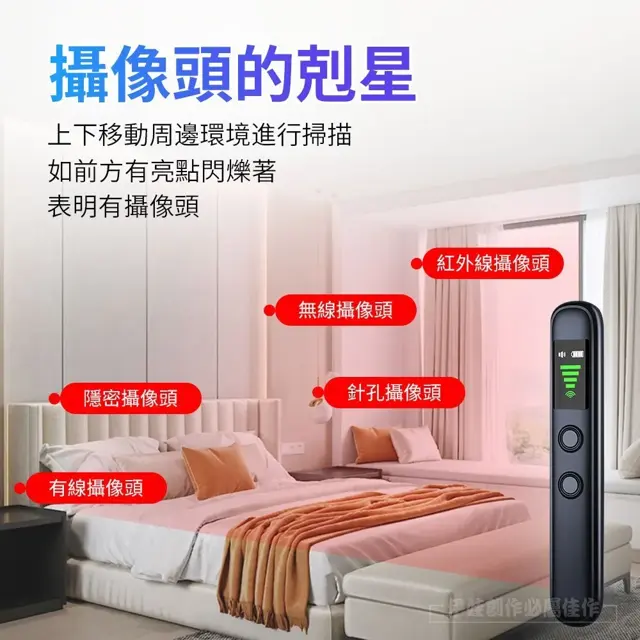 攝像頭的剋星
上下移動周邊環境進行掃描
如前方有亮點閃爍著
表明有攝像頭
紅外線攝像頭
無線攝像頭
針孔攝像頭
隱密攝像頭
有線攝像頭